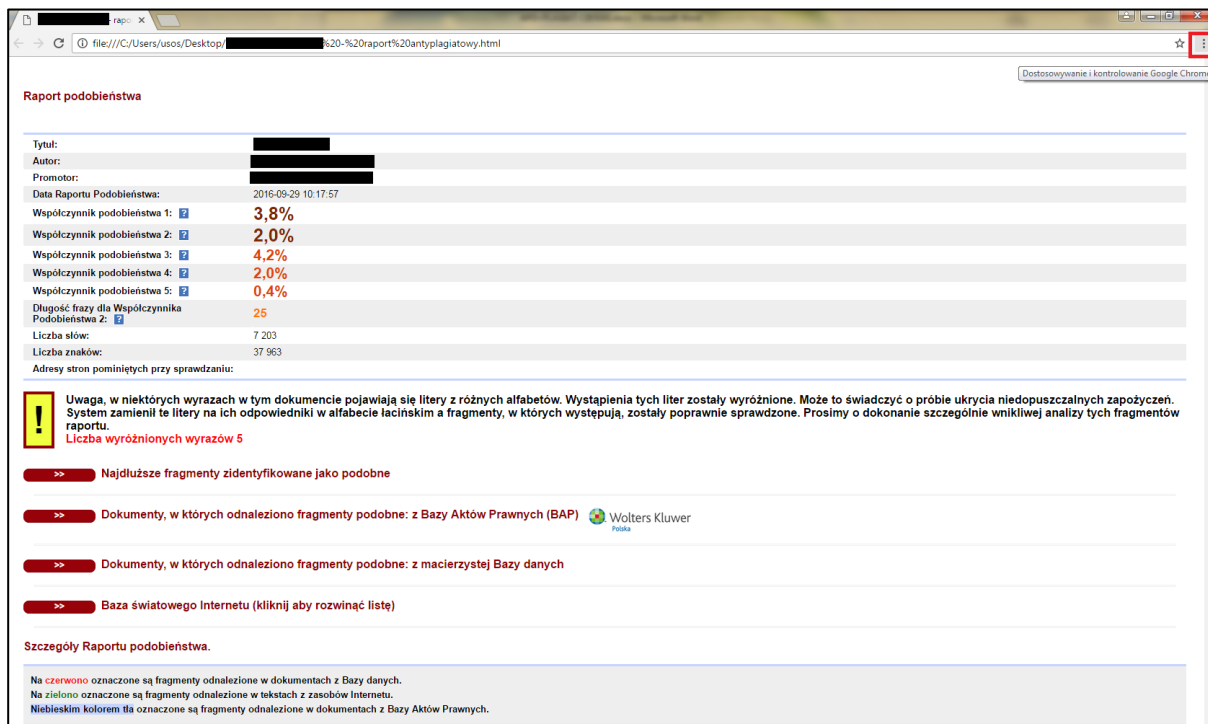 - rapo
file:///C:/Users/usos/Desktop/ %20-%20raport%20antyplagiatowy.html
Dostosowywanie i kontrolowanie Google Chrome
Raport podobieństwa
Tytuł:
Autor:
Promotor:
Data Raportu Podobieństwa: 2016-09-29 10:17:57
Współczynnik podobieństwa 1: ? 3,8%
Współczynnik podobieństwa 2: ? 2,0%
Współczynnik podobieństwa 3: ? 4,2%
Współczynnik podobieństwa 4: ? 2,0%
Współczynnik podobieństwa 5: ? 0,4%
Długość frazy dla Współczynnika
Podobieństwa 2: ? 25
Liczba słów: 7 203
Liczba znaków: 37 963
Adresy stron pominiętych przy sprawdzaniu:
! Uwaga, w niektórych wyrazach w tym dokumencie pojawiają się litery z różnych alfabetów. Wystąpienia tych liter zostały wyróżnione. Może to świadczyć o próbie ukrycia niedopuszczalnych zapożyczeń.
System zamienił te litery na ich odpowiedniki w alfabecie łacińskim a fragmenty, w których występują, zostały poprawnie sprawdzone. Prosimy o dokonanie szczególnie wnikliwej analizy tych fragmentów
raportu.
Liczba wyróżnionych wyrazów 5
>> Najdłuższe fragmenty zidentyfikowane jako podobne
>> Dokumenty, w których odnaleziono fragmenty podobne: z Bazy Aktów Prawnych (BAP) Wolters Kluwer
Polska
>> Dokumenty, w których odnaleziono fragmenty podobne: z macierzystej Bazy danych
>> Baza światowego Internetu (kliknij aby rozwinąć listę)
Szczegóły Raportu podobieństwa.
Na czerwono oznaczone są fragmenty odnalezione w dokumentach z Bazy danych.
Na zielono oznaczone są fragmenty odnalezione w tekstach z zasobów Internetu.
Niebieskim kolorem tła oznaczone są fragmenty odnalezione w dokumentach z Bazy Aktów Prawnych.